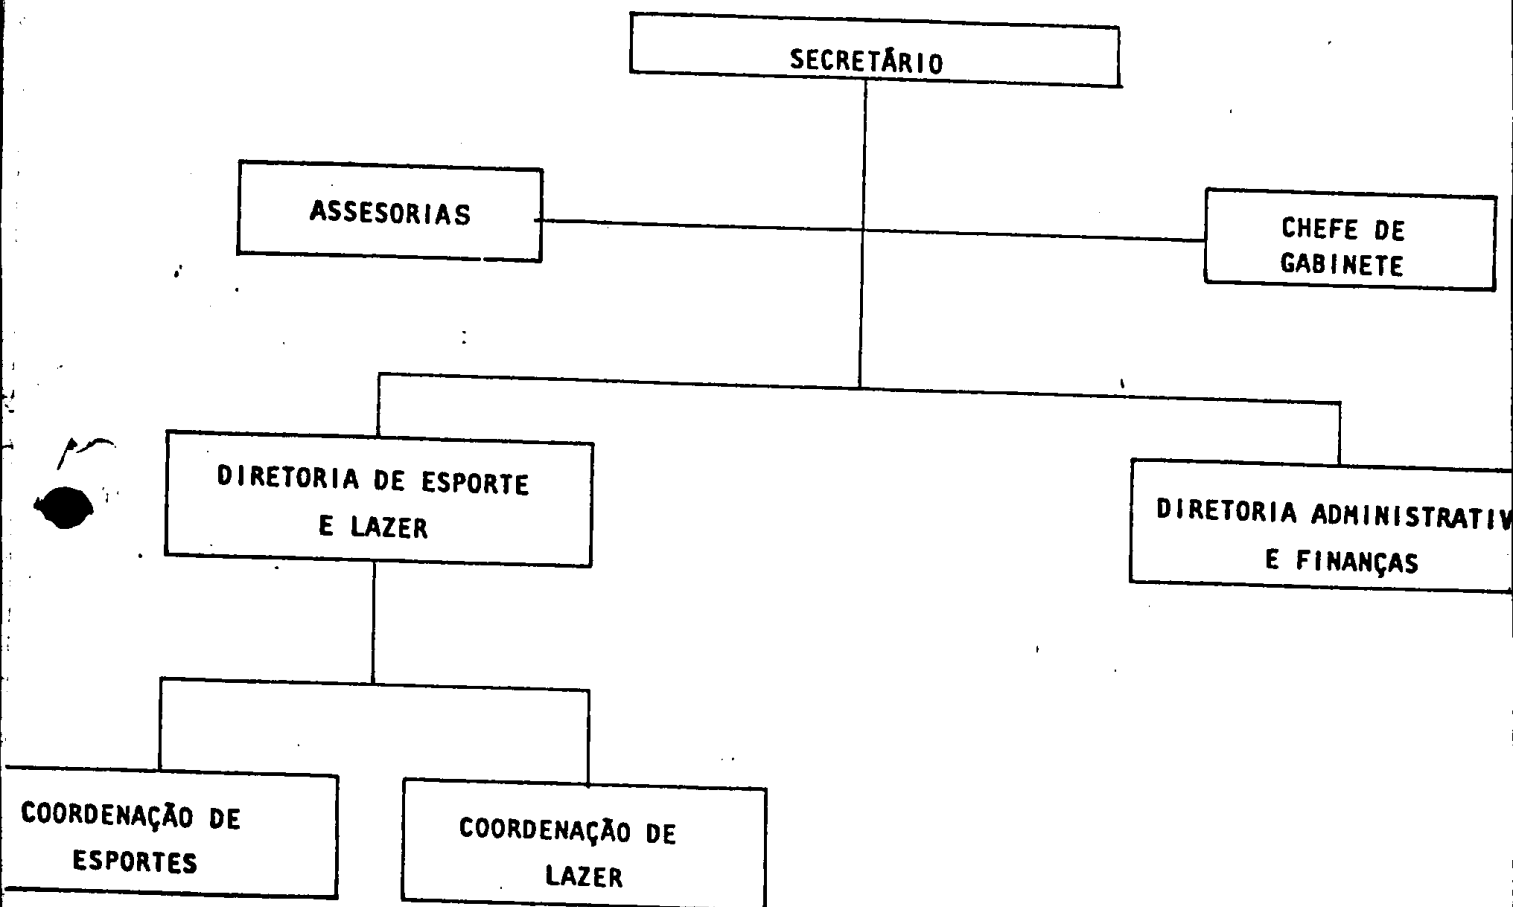 SECRETÁRIO
ASSESORIAS
CHEFE DE
GABINETE
DIRETORIA DE ESPORTE
E LAZER
DIRETORIA ADMINISTRATIV
E FINANÇAS
COORDENAÇÃO DE
ESPORTES
COORDENAÇÃO DE
LAZER